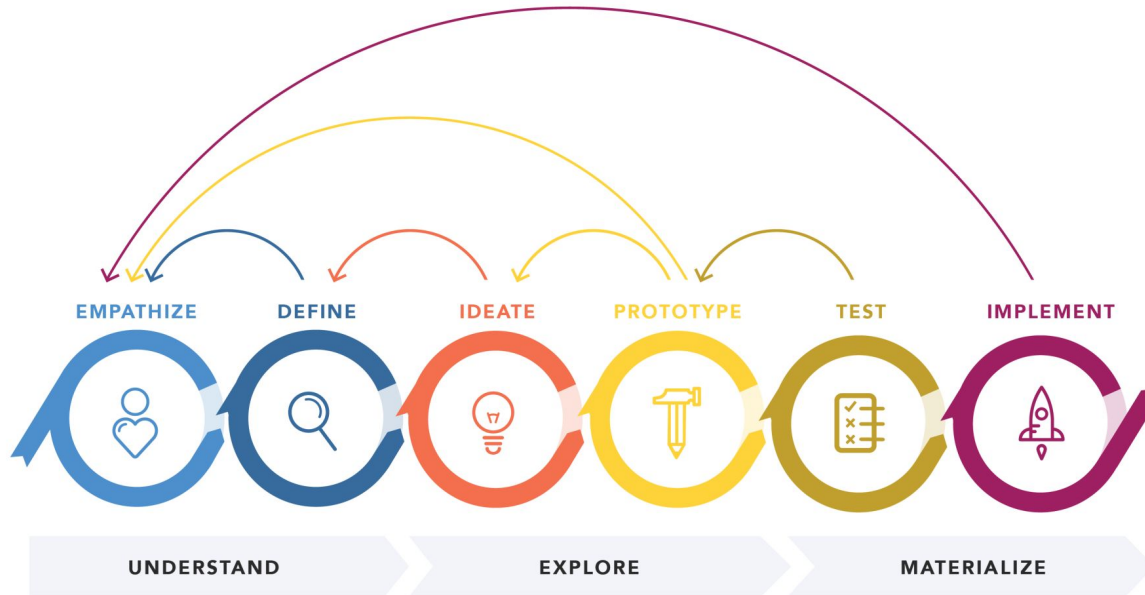 EMPATHIZE DEFINE IDEATE PROTOTYPE TEST IMPLEMENT
UNDERSTAND EXPLORE MATERIALIZE